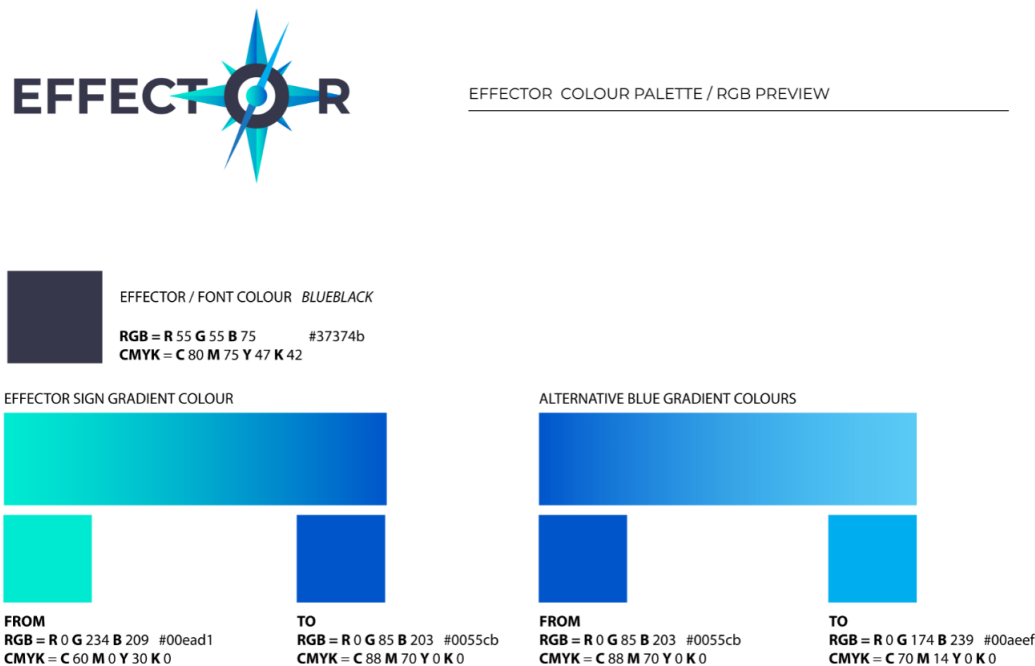 EFFECTOR
EFFECTOR COLOUR PALETTE / RGB PREVIEW
EFFECTOR / FONT COLOUR BLUEBLACK
RGB = R 55 G 55 B 75 #37374b
CMYK = C 80 M 75 Y 47 K 42
EFFECTOR SIGN GRADIENT COLOUR
FROM
RGB = R 0 G 234 B 209 #00ead1
CMYK = C 60 M 0 Y 30 K 0
TO
RGB = R 0 G 85 B 203 #0055cb
CMYK = C 88 M 70 Y 0 K 0
ALTERNATIVE BLUE GRADIENT COLOURS
FROM
RGB = R 0 G 85 B 203 #0055cb
CMYK = C 88 M 70 Y 0 K 0
TO
RGB = R 0 G 174 B 239 #00aeef
CMYK = C 70 M 14 Y 0 K 0